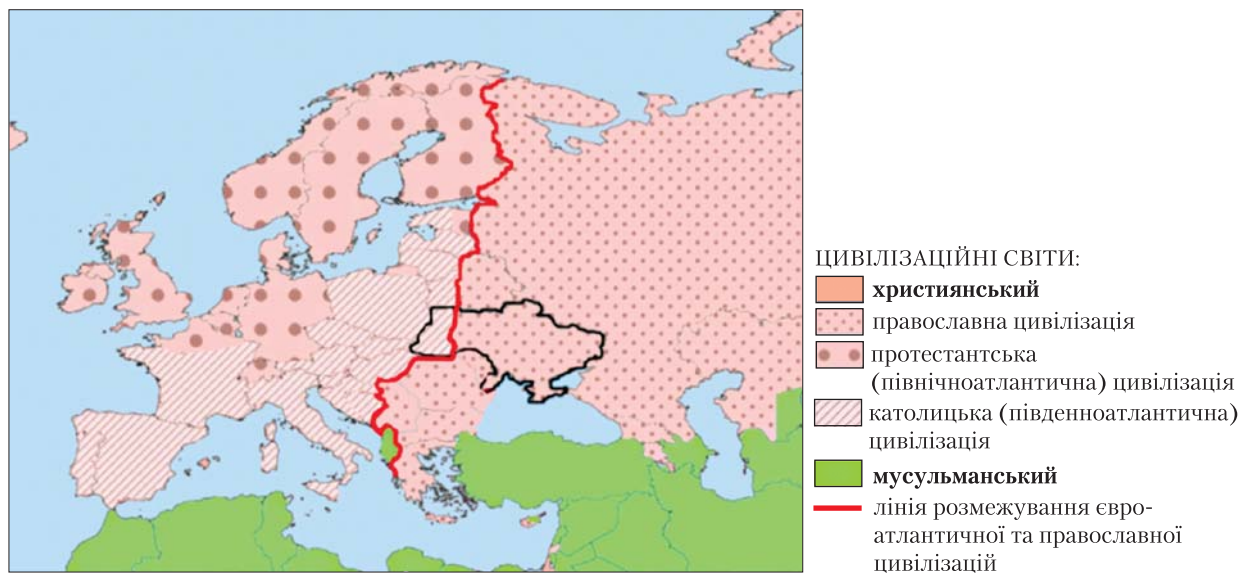 ЦИВІЛІЗАЦІЙНІ СВІТИ:
християнський
православна цивілізація
протестантська
(північноатлантична) цивілізація
католицька (південноатлантична)
цивілізація
мусульманський
лінія розмежування євро-
атлантичної та православної
цивілізацій